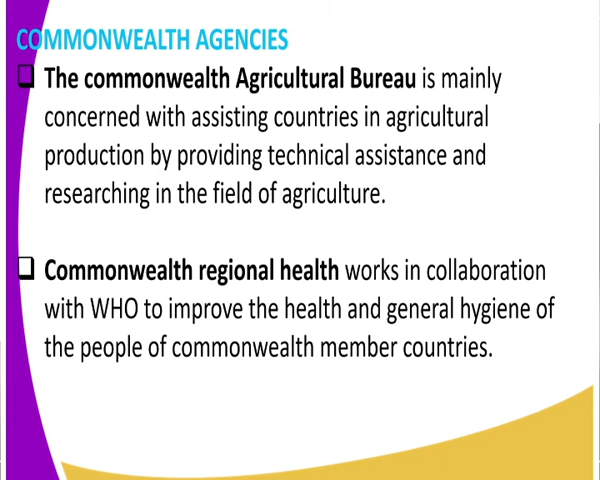 COMMONWEALTH AGENCIES
The commonwealth Agricultural Bureau is mainly
concerned with assisting countries in agricultural
production by providing technical assistance and
researching in the field of agriculture.
Commonwealth regional health works in collaboration
with WHO to improve the health and general hygiene of
the people of commonwealth member countries.